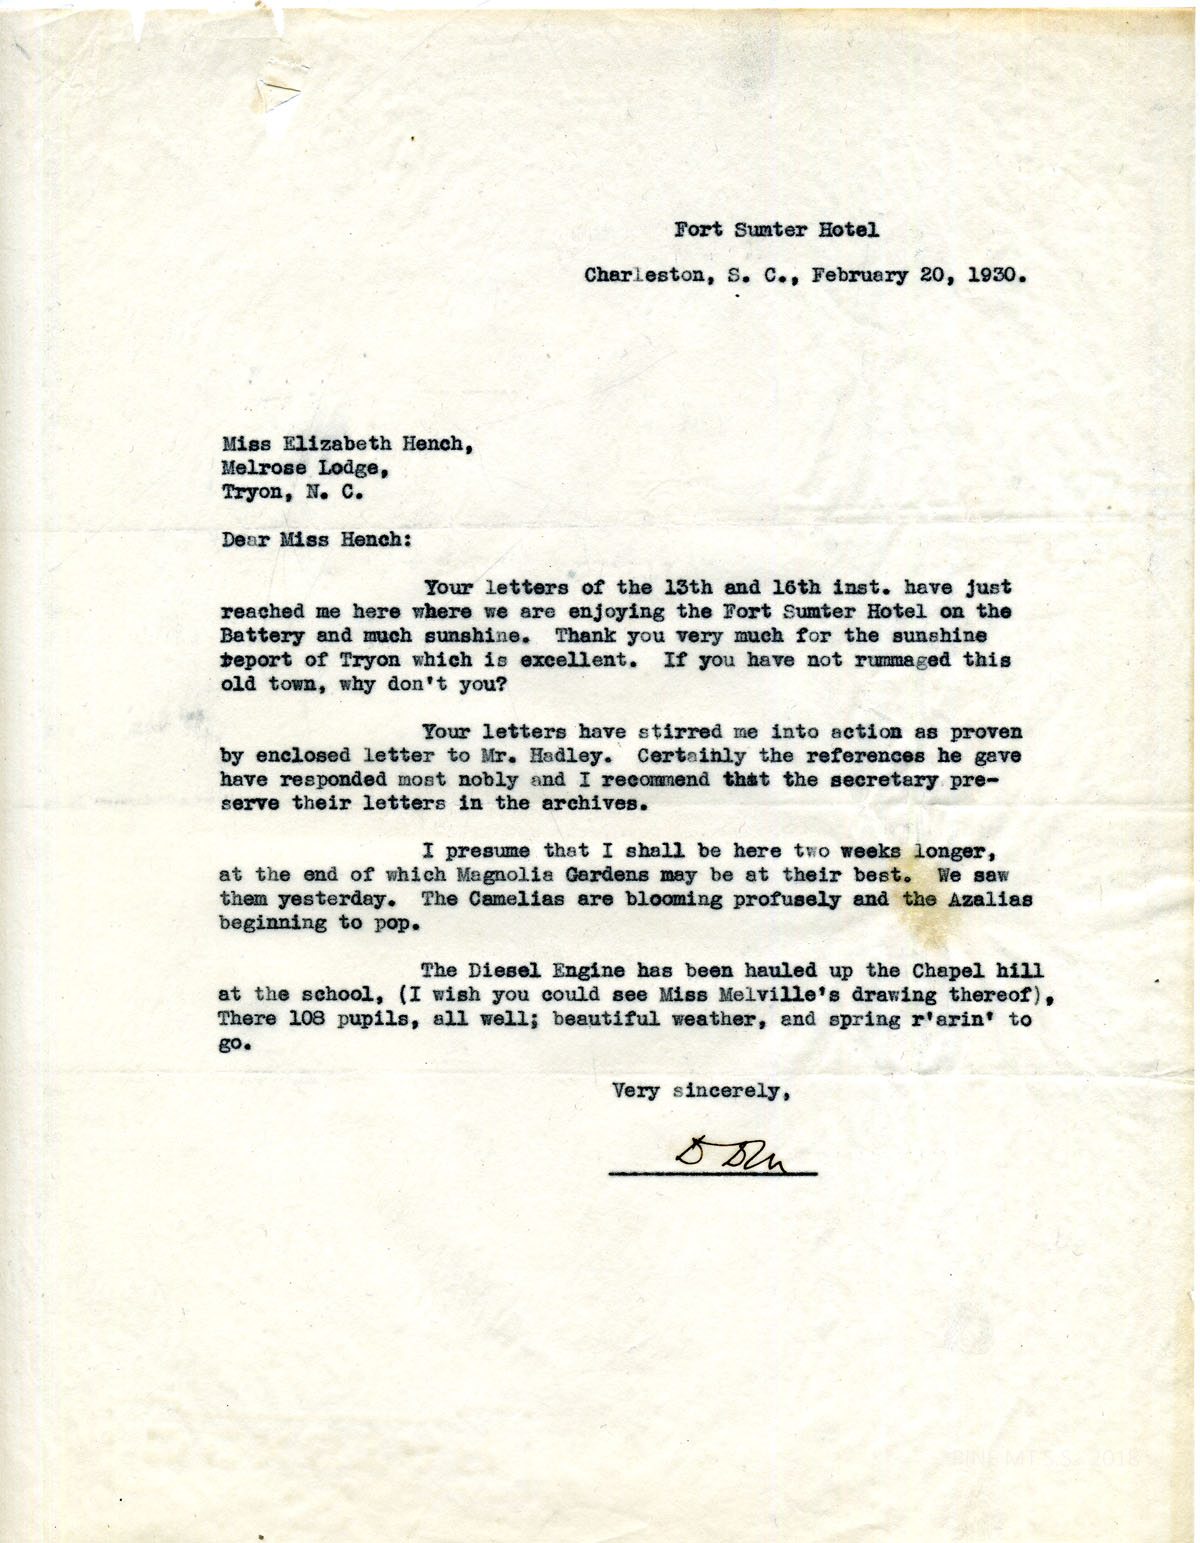 Fort Sumter Hotel
Charleston, S. C., February 20, 1930.
Miss Elizabeth Hench,
Melrose Lodge,
Tryon, N. C.
Dear Miss Hench:
Your letters of the 13th and 16th inst. have just
reached me here where we are enjoying the Fort Sumter Hotel on the
Battery and much sunshine. Thank you very much for the sunshine
report of Tryon which is excellent. If you have not rummaged this
old town, why don't you?
Your letters have stirred me into action as proven
by enclosed letter to Mr. Hadley. Certaihly the references he gave
have responded most nobly and I recommend that the secretary pre-
serve their letters in the archives.
I presume that I shall be here two weeks longer,
at the end of which Magnolia Gardens may be at their best. We saw
them yesterday. The Camelias are blooming profusely and the Azalias
beginning to pop.
The Diesel Engine has been hauled up the Chapel hill
at the school, (I wish you could see Miss Melville's drawing thereof),
There 108 pupils, all well; beautiful weather, and spring r'arin' to
go.
Very sincerely,
PINE MT S.S. 2018